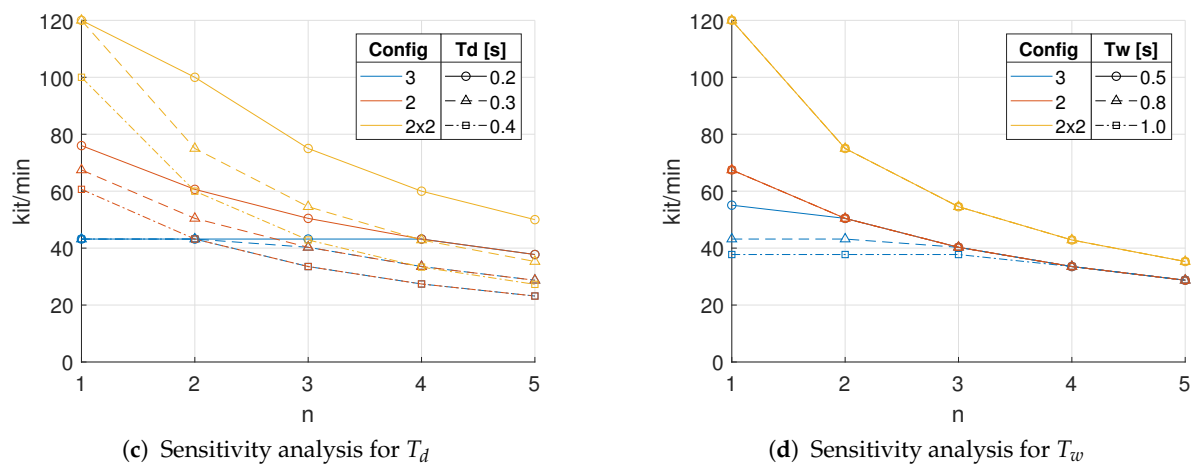 120
100
80
60
40
20
0
kit/min
Config Td [s]
3 0.2
2 0.3
2x2 0.4
1 2 3 4 5
n
(c) Sensitivity analysis for T_d
120
100
80
60
40
20
0
kit/min
Config Tw [s]
3 0.5
2 0.8
2x2 1.0
1 2 3 4 5
n
(d) Sensitivity analysis for T_w